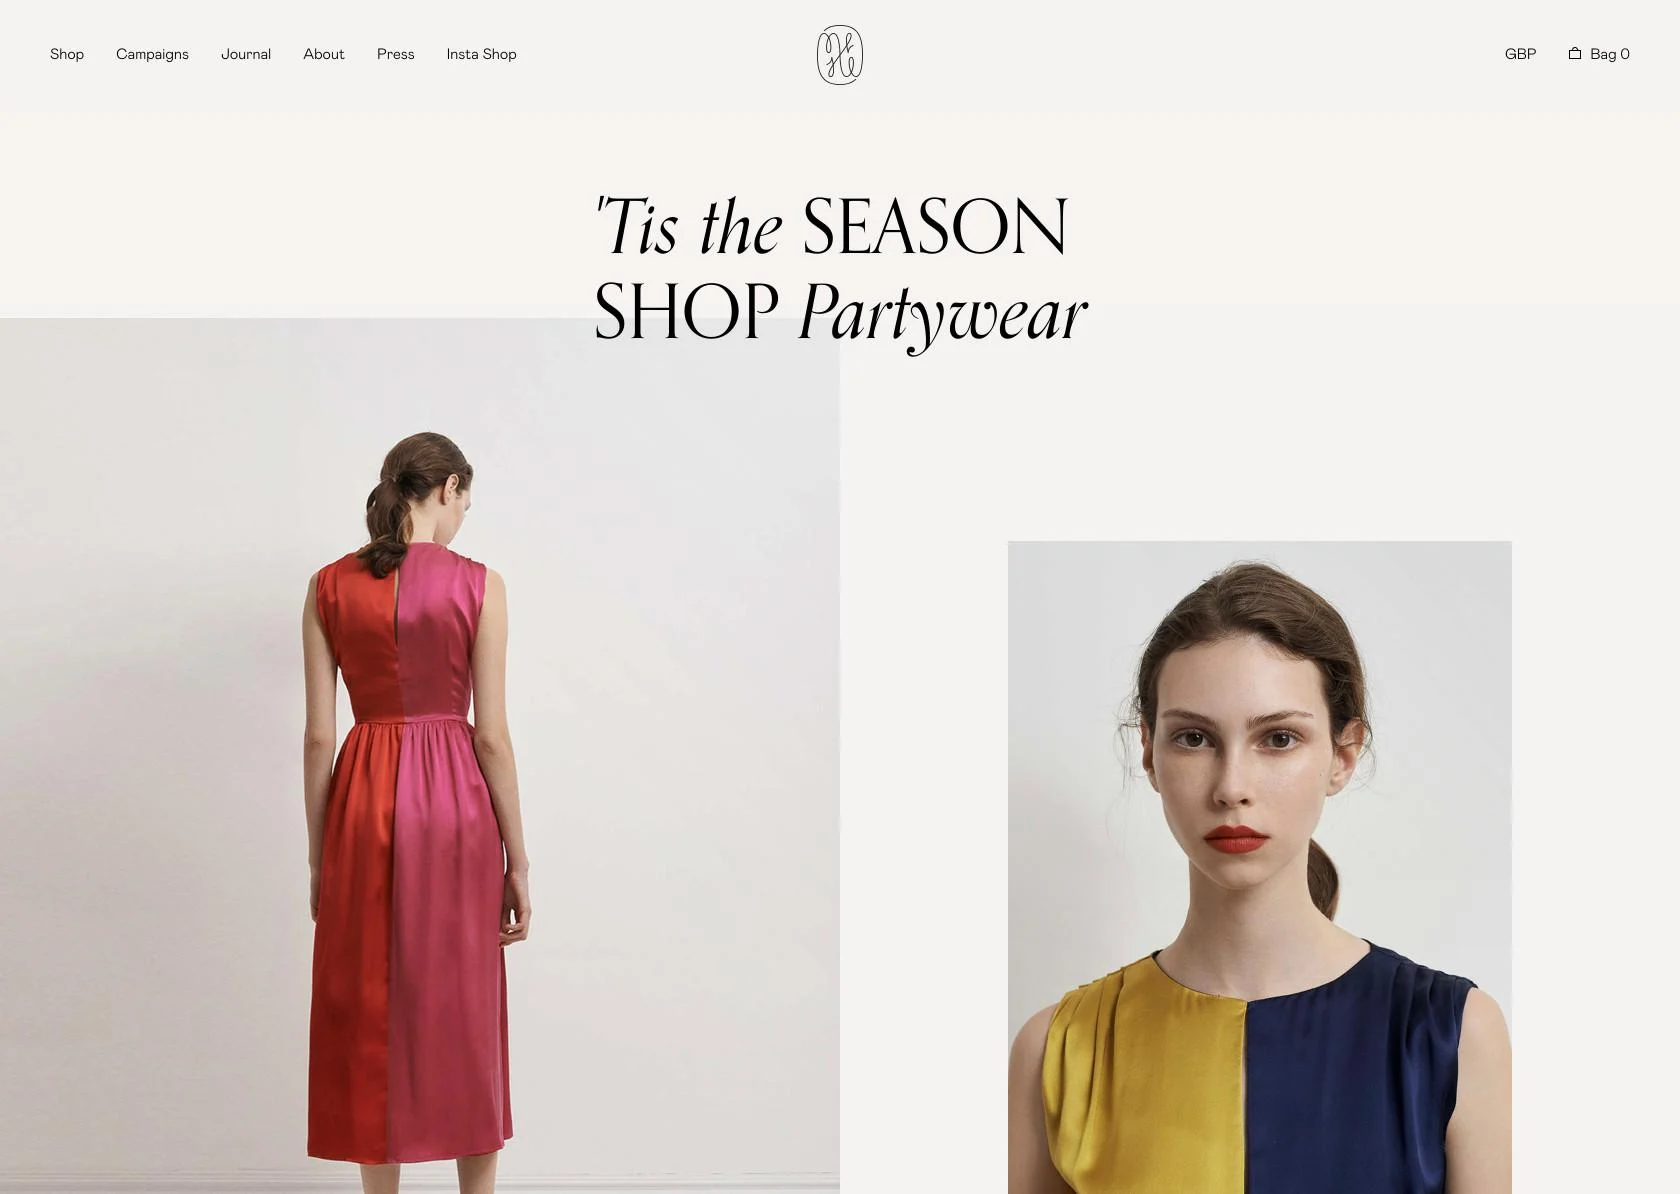 Shop Campaigns Journal About Press Insta Shop
GBP Bag 0
'Tis the SEASON
SHOP Partywear